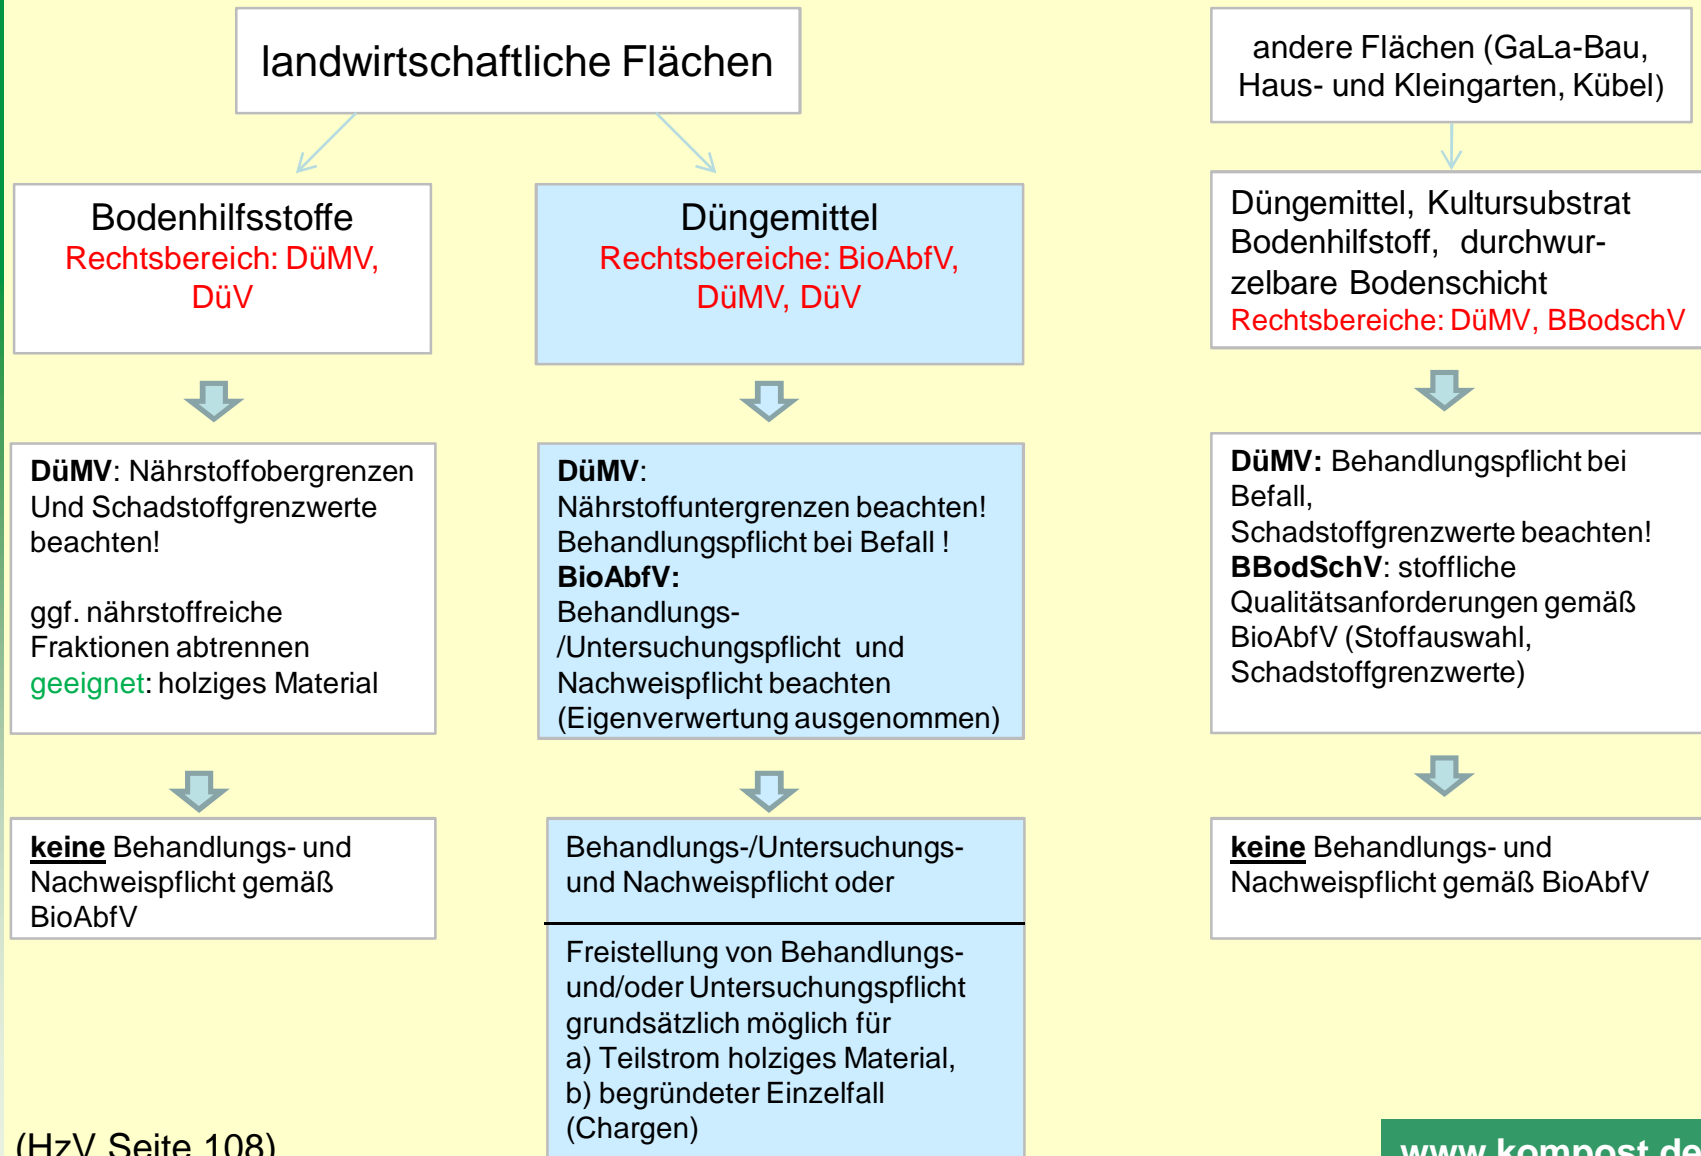 landwirtschaftliche Flächen
andere Flächen (GaLa-Bau,
Haus- und Kleingarten, Kübel)
Bodenhilfsstoffe
Rechtsbereich: DüMV,
DüV
Düngemittel
Rechtsbereiche: BioAbfV,
DüMV, DüV
Düngemittel, Kultursubstrat
Bodenhilfstoff, durchwur-
zelbare Bodenschicht
Rechtsbereiche: DüMV, BBodschV
DüMV: Nährstoffobergrenzen
Und Schadstoffgrenzwerte
beachten!
ggf. nährstoffreiche
Fraktionen abtrennen
geeignet: holziges Material
DüMV:
Nährstoffuntergrenzen beachten!
Behandlungspflicht bei Befall !
BioAbfV:
Behandlungs-
/Untersuchungspflicht und
Nachweispflicht beachten
(Eigenverwertung ausgenommen)
DüMV: Behandlungspflicht bei
Befall,
Schadstoffgrenzwerte beachten!
BBodSchV: stoffliche
Qualitätsanforderungen gemäß
BioAbfV (Stoffauswahl,
Schadstoffgrenzwerte)
keine Behandlungs- und
Nachweispflicht gemäß
BioAbfV
Behandlungs-/Untersuchungs-
und Nachweispflicht oder
Freistellung von Behandlungs-
und/oder Untersuchungspflicht
grundsätzlich möglich für
a) Teilstrom holziges Material,
b) begründeter Einzelfall
(Chargen)
keine Behandlungs- und
Nachweispflicht gemäß BioAbfV
(HzV Seite 108)
www.kompost.de